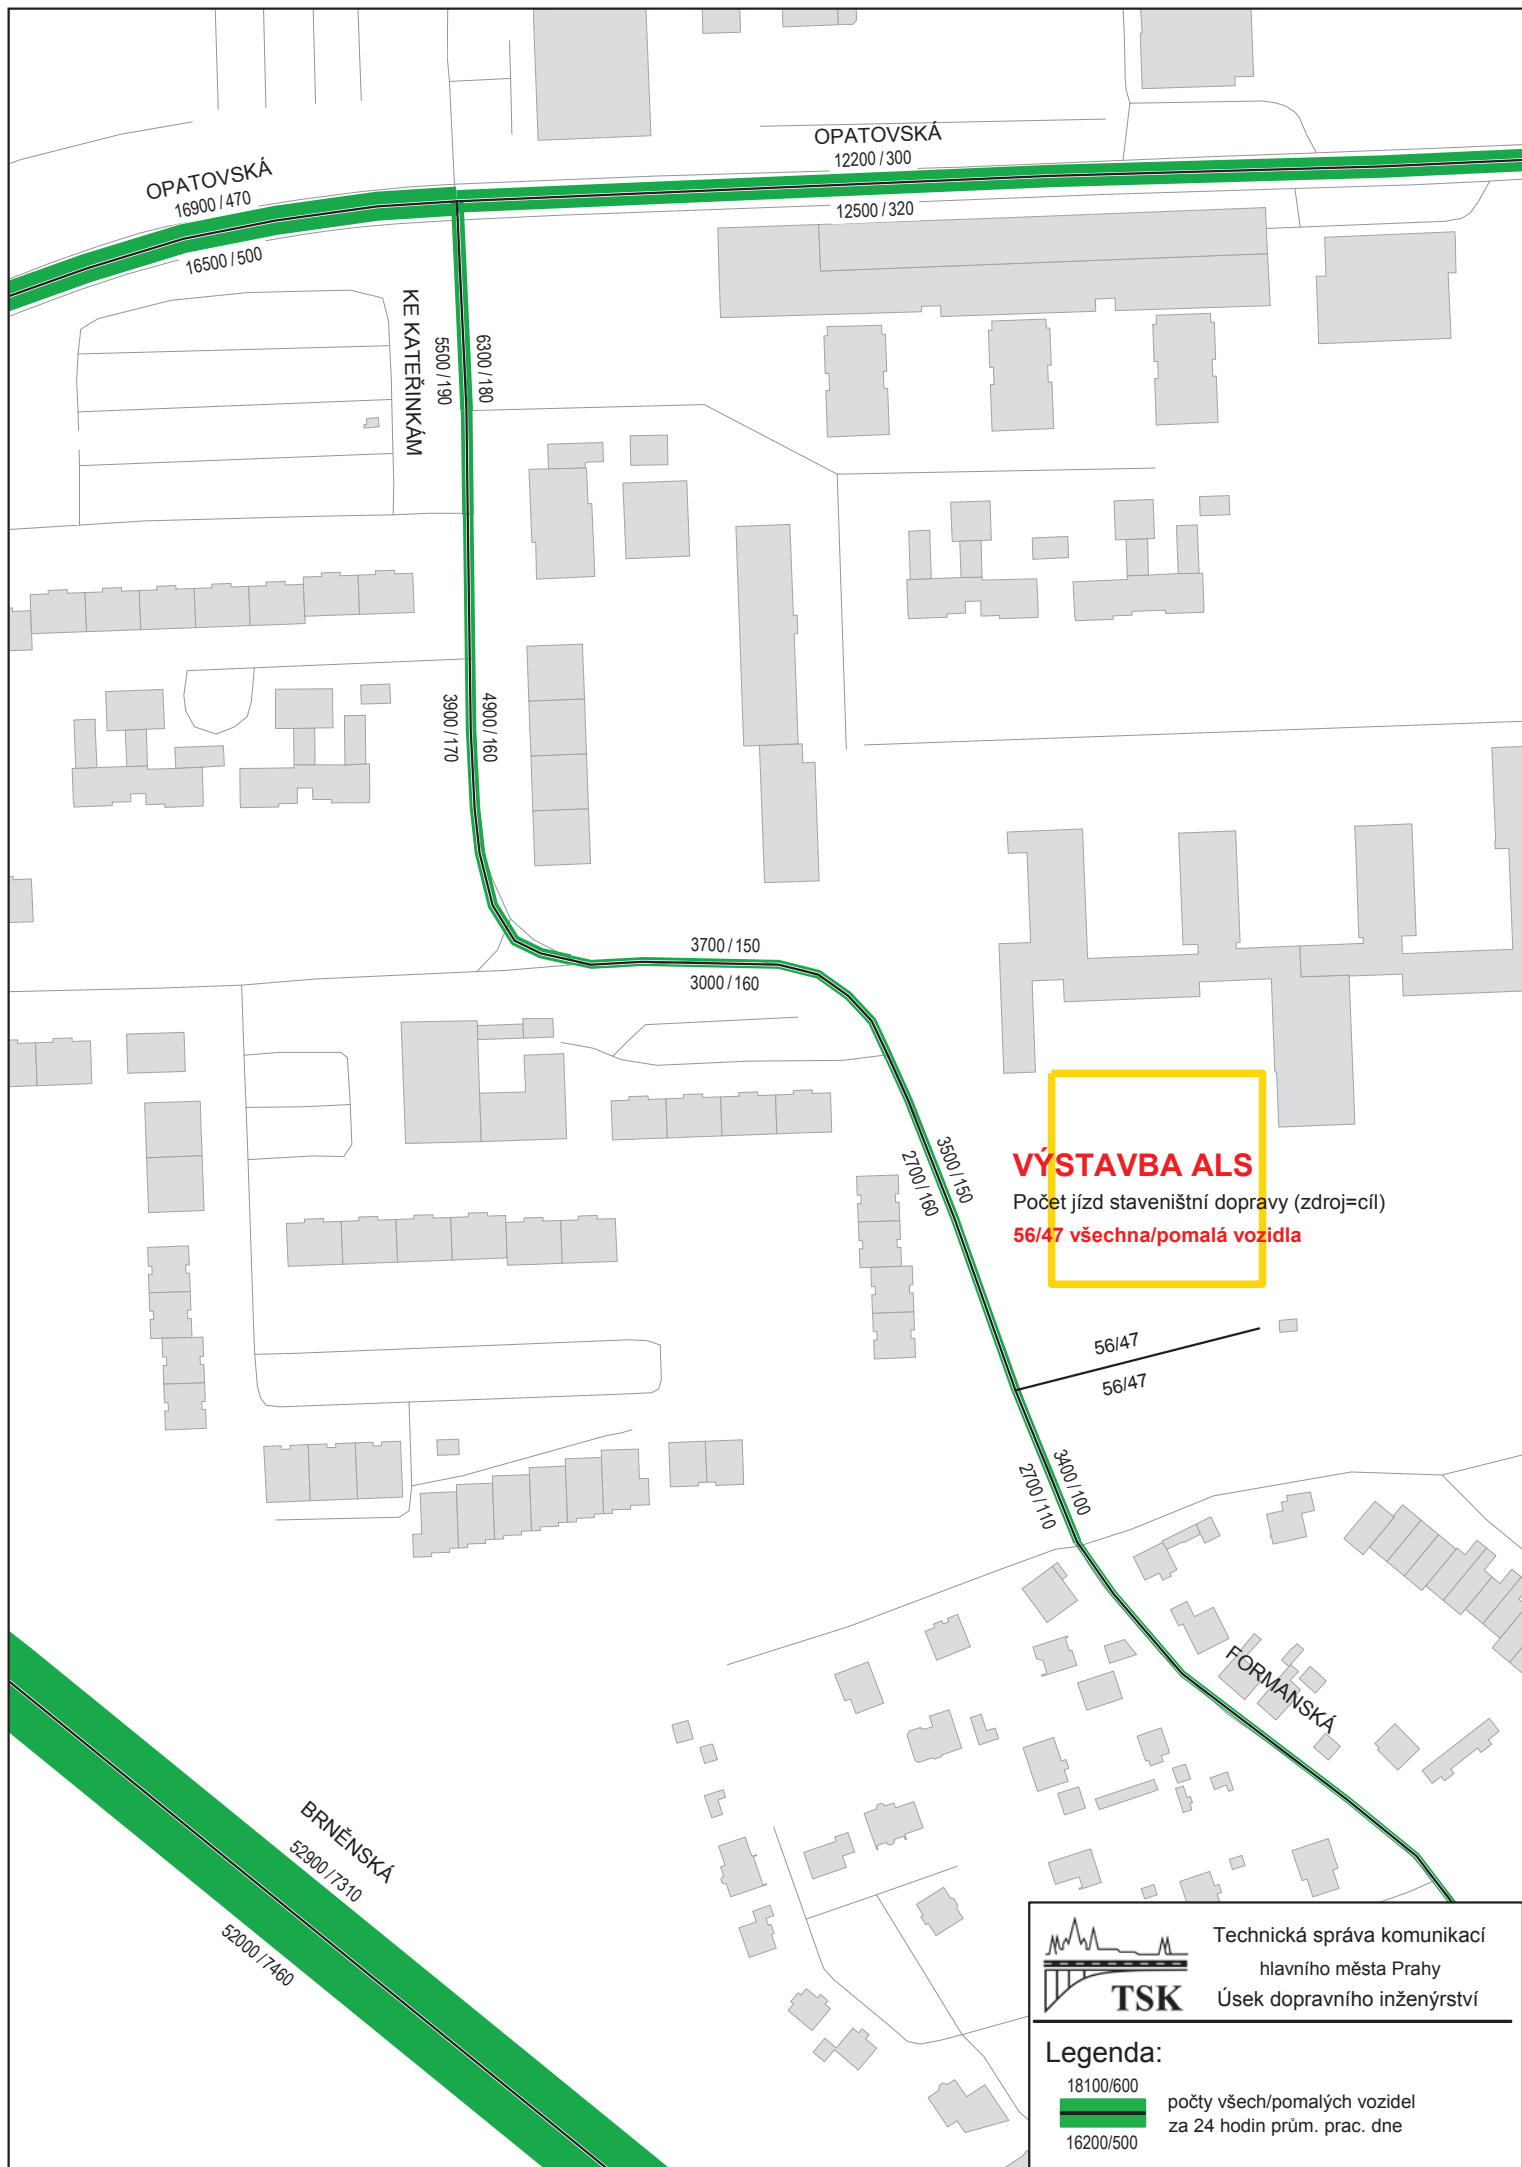 OPATOVSKÁ
12200 / 300
12500 / 320
OPATOVSKÁ
16900 / 470
16500 / 500
KE KATEŘINKÁM
5500 / 190
6300 / 180
3900 / 170
4900 / 160
3700 / 150
3000 / 160
3500 / 150
2700 / 160
VÝSTAVBA ALS
Počet jízd staveništní dopravy (zdroj=cíl)
56/47 všechna/pomalá vozidla
56/47
56/47
3400 / 100
2700 / 110
FORMANSKÁ
BRNĚNSKÁ
52900 / 7310
52000 / 7460
TSK
Technická správa komunikací
hlavního města Prahy
Úsek dopravního inženýrství
Legenda:
18100/600
16200/500
počty všech/pomalých vozidel
za 24 hodin prům. prac. dne